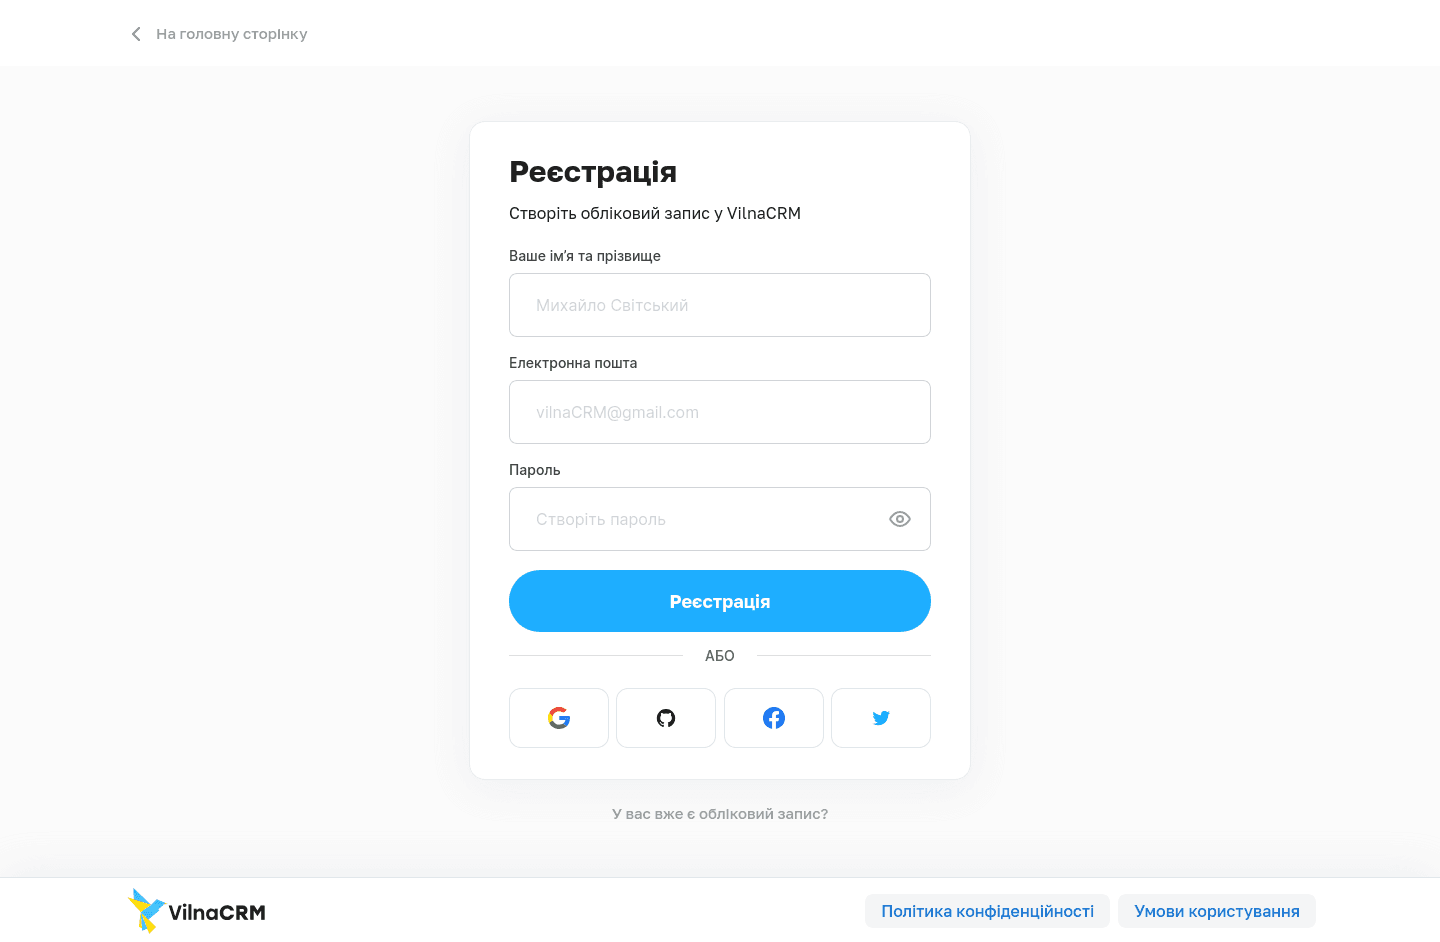 На головну сторінку
Реєстрація
Створіть обліковий запис у VilnaCRM
Ваше ім’я та прізвище
Михайло Світський
Електронна пошта
vilnaCRM@gmail.com
Пароль
Створіть пароль
Реєстрація
АБО
У вас вже є обліковий запис?
VilnaCRM
Політика конфіденційності
Умови користування